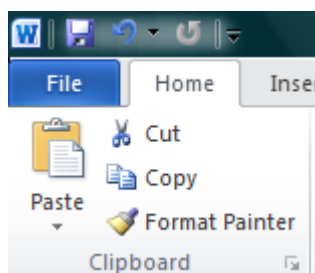 W
File Home Inse
Cut
Copy
Paste
Format Painter
Clipboard